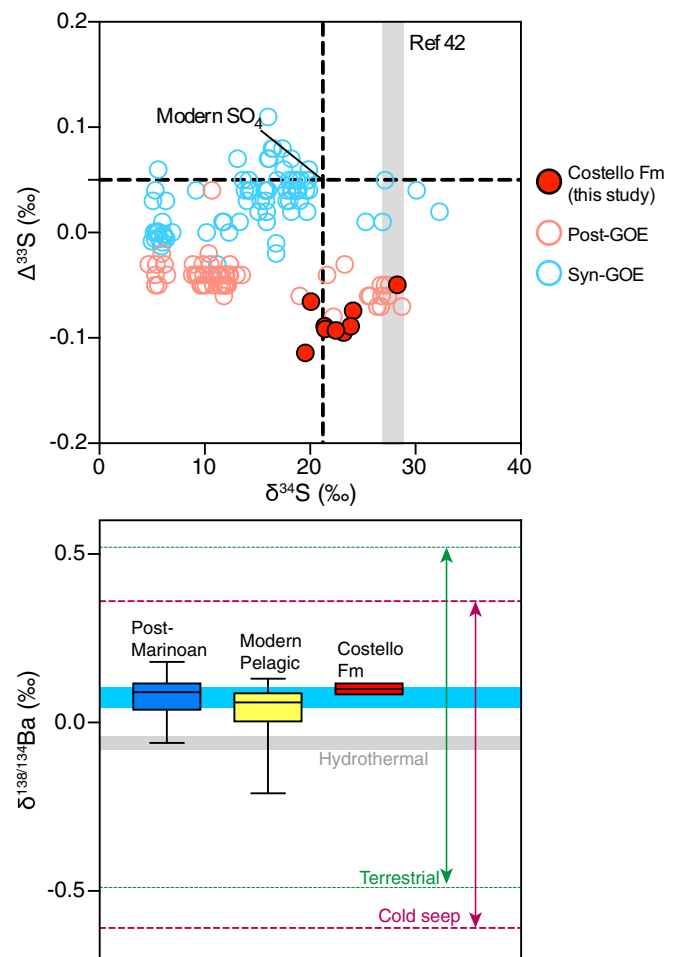 0.2
0.1
0.0
-0.1
-0.2
Δ³³S (‰)
Ref 42
Modern SO₄
0
10
20
30
40
δ³⁴S (‰)
Costello Fm
(this study)
Post-GOE
Syn-GOE
0.5
0.0
-0.5
δ¹³⁸/¹³⁴Ba (‰)
Post-
Marinoan
Modern
Pelagic
Costello
Fm
Hydrothermal
Terrestrial
Cold seep